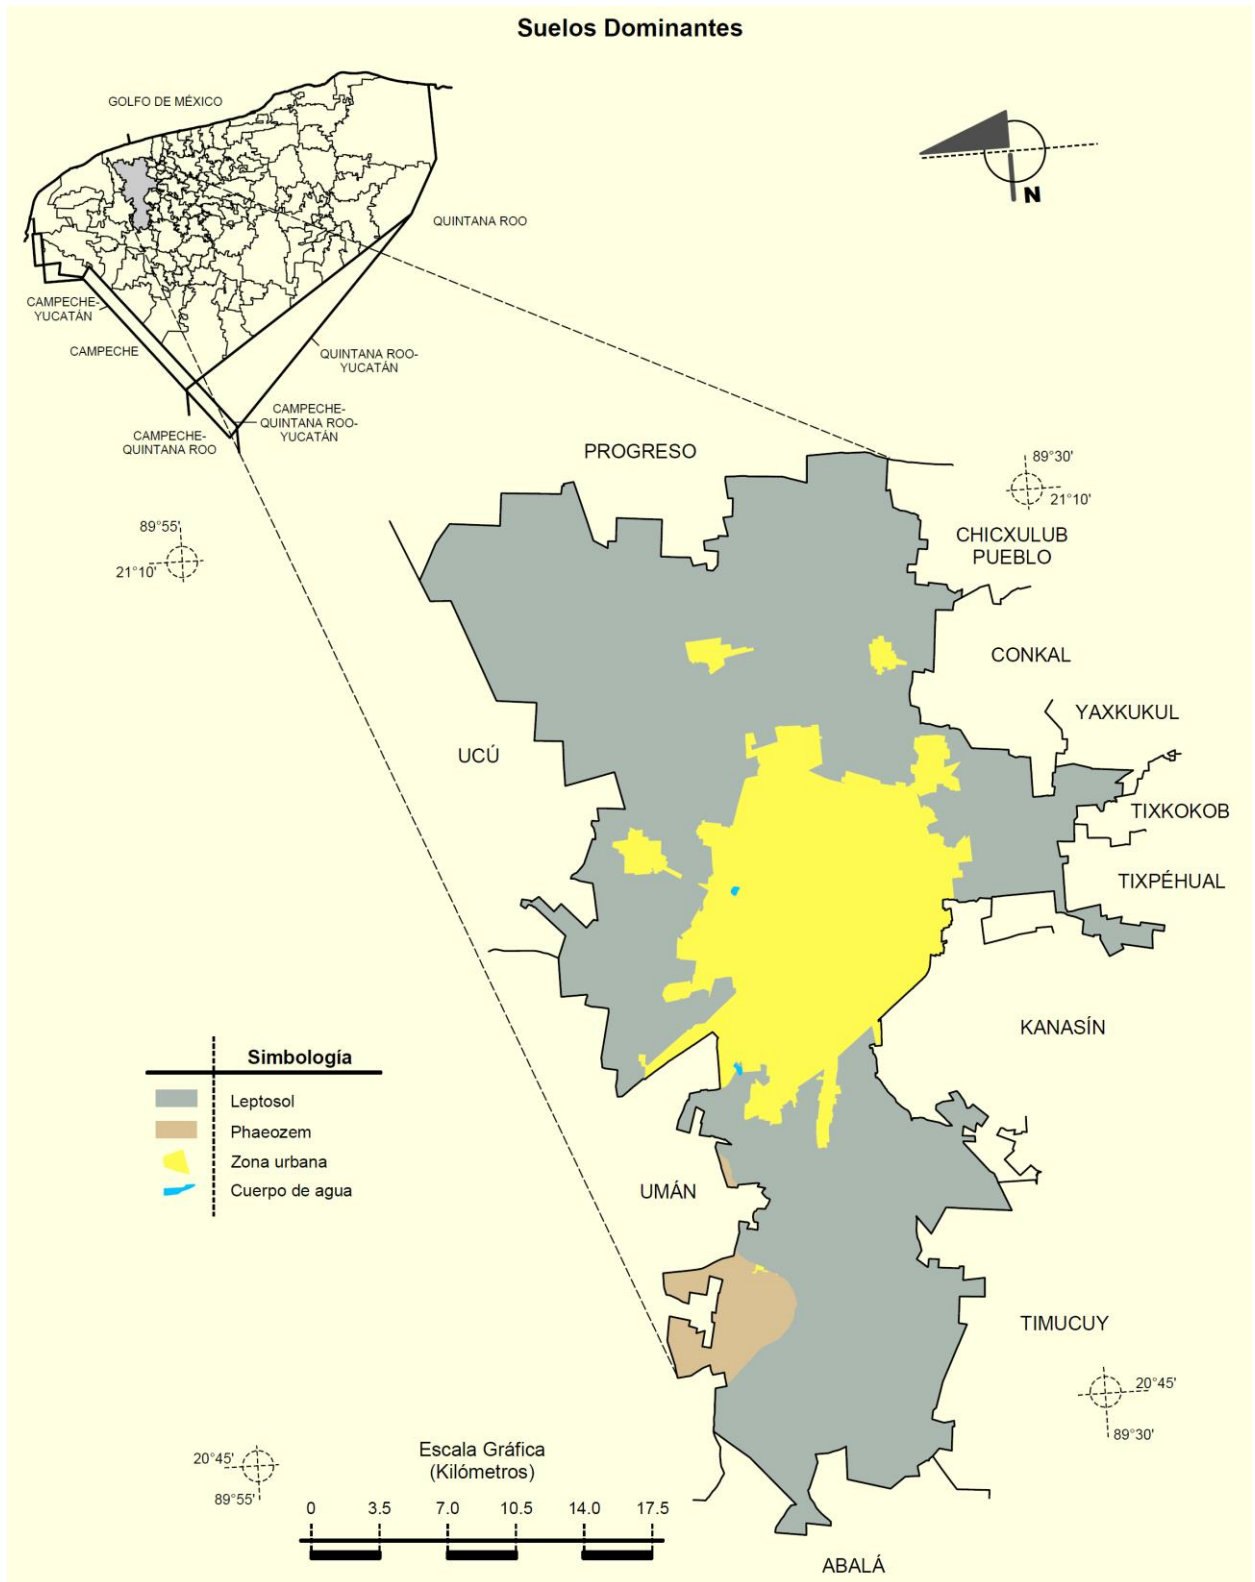 Suelos Dominantes
GOLFO DE MÉXICO
N
QUINTANA ROO
CAMPECHE-
YUCATÁN
CAMPECHE
QUINTANA ROO-
YUCATÁN
CAMPECHE-
QUINTANA ROO-
YUCATÁN
CAMPECHE-
QUINTANA ROO
PROGRESO
89°30'
21°10'
89°55'
21°10'
CHICXULUB
PUEBLO
CONKAL
YAXKUKUL
UCÚ
TIXKOKOB
TIXPÉHUAL
KANASÍN
Simbología
Leptosol
Phaeozem
Zona urbana
Cuerpo de agua
UMÁN
TIMUCUY
20°45'
89°30'
20°45'
89°55'
Escala Gráfica
(Kilómetros)
0 3.5 7.0 10.5 14.0 17.5
ABALÁ